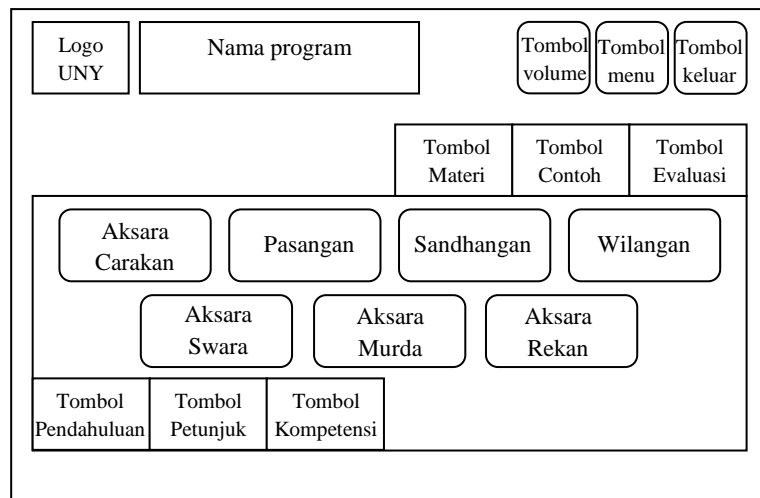 Logo
UNY
Nama program
Tombol
volume
Tombol
menu
Tombol
keluar
Tombol
Materi
Tombol
Contoh
Tombol
Evaluasi
Aksara
Carakan
Pasangan
Sandhangan
Wilangan
Aksara
Swara
Aksara
Murda
Aksara
Rekan
Tombol
Pendahuluan
Tombol
Petunjuk
Tombol
Kompetensi